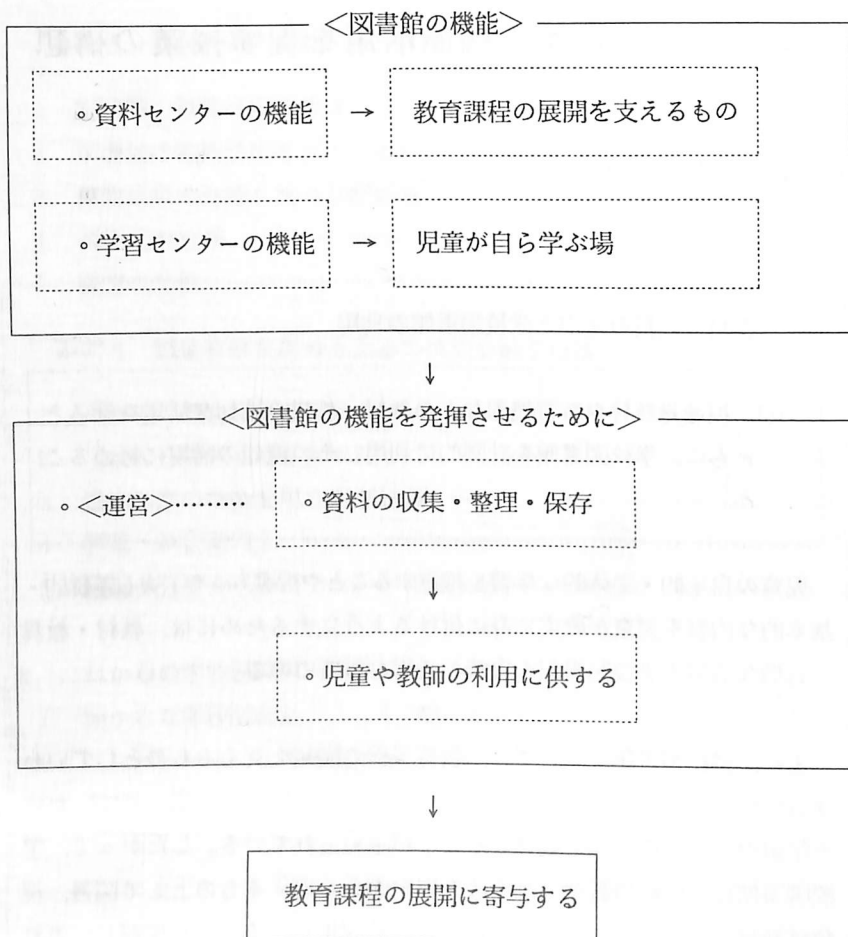 ＜図書館の機能＞
∘資料センターの機能 → 教育課程の展開を支えるもの
∘学習センターの機能 → 児童が自ら学ぶ場
↓
＜図書館の機能を発揮させるために＞
∘＜運営＞……… ∘資料の収集・整理・保存
↓
∘児童や教師の利用に供する
↓
教育課程の展開に寄与する